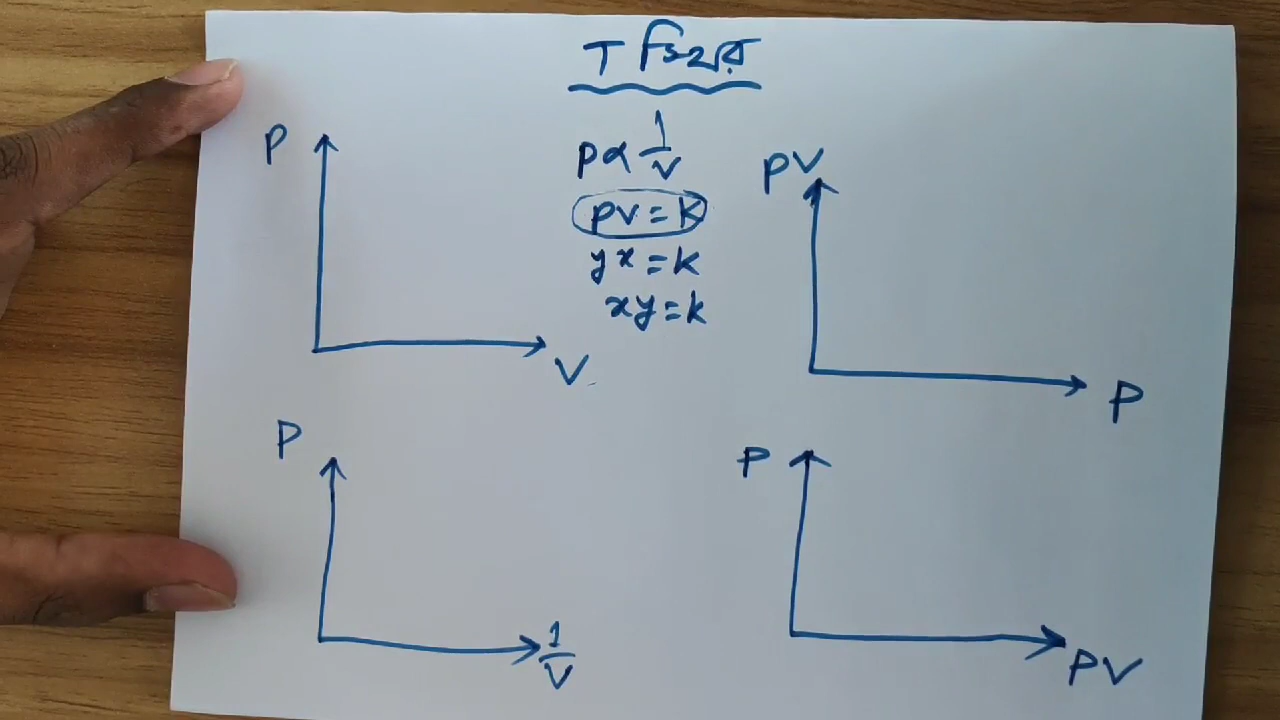 T স্থির
P
V
P ∝ 1/V
PV = K
yx = k
xy = k
PV
P
P
1/V
P
PV